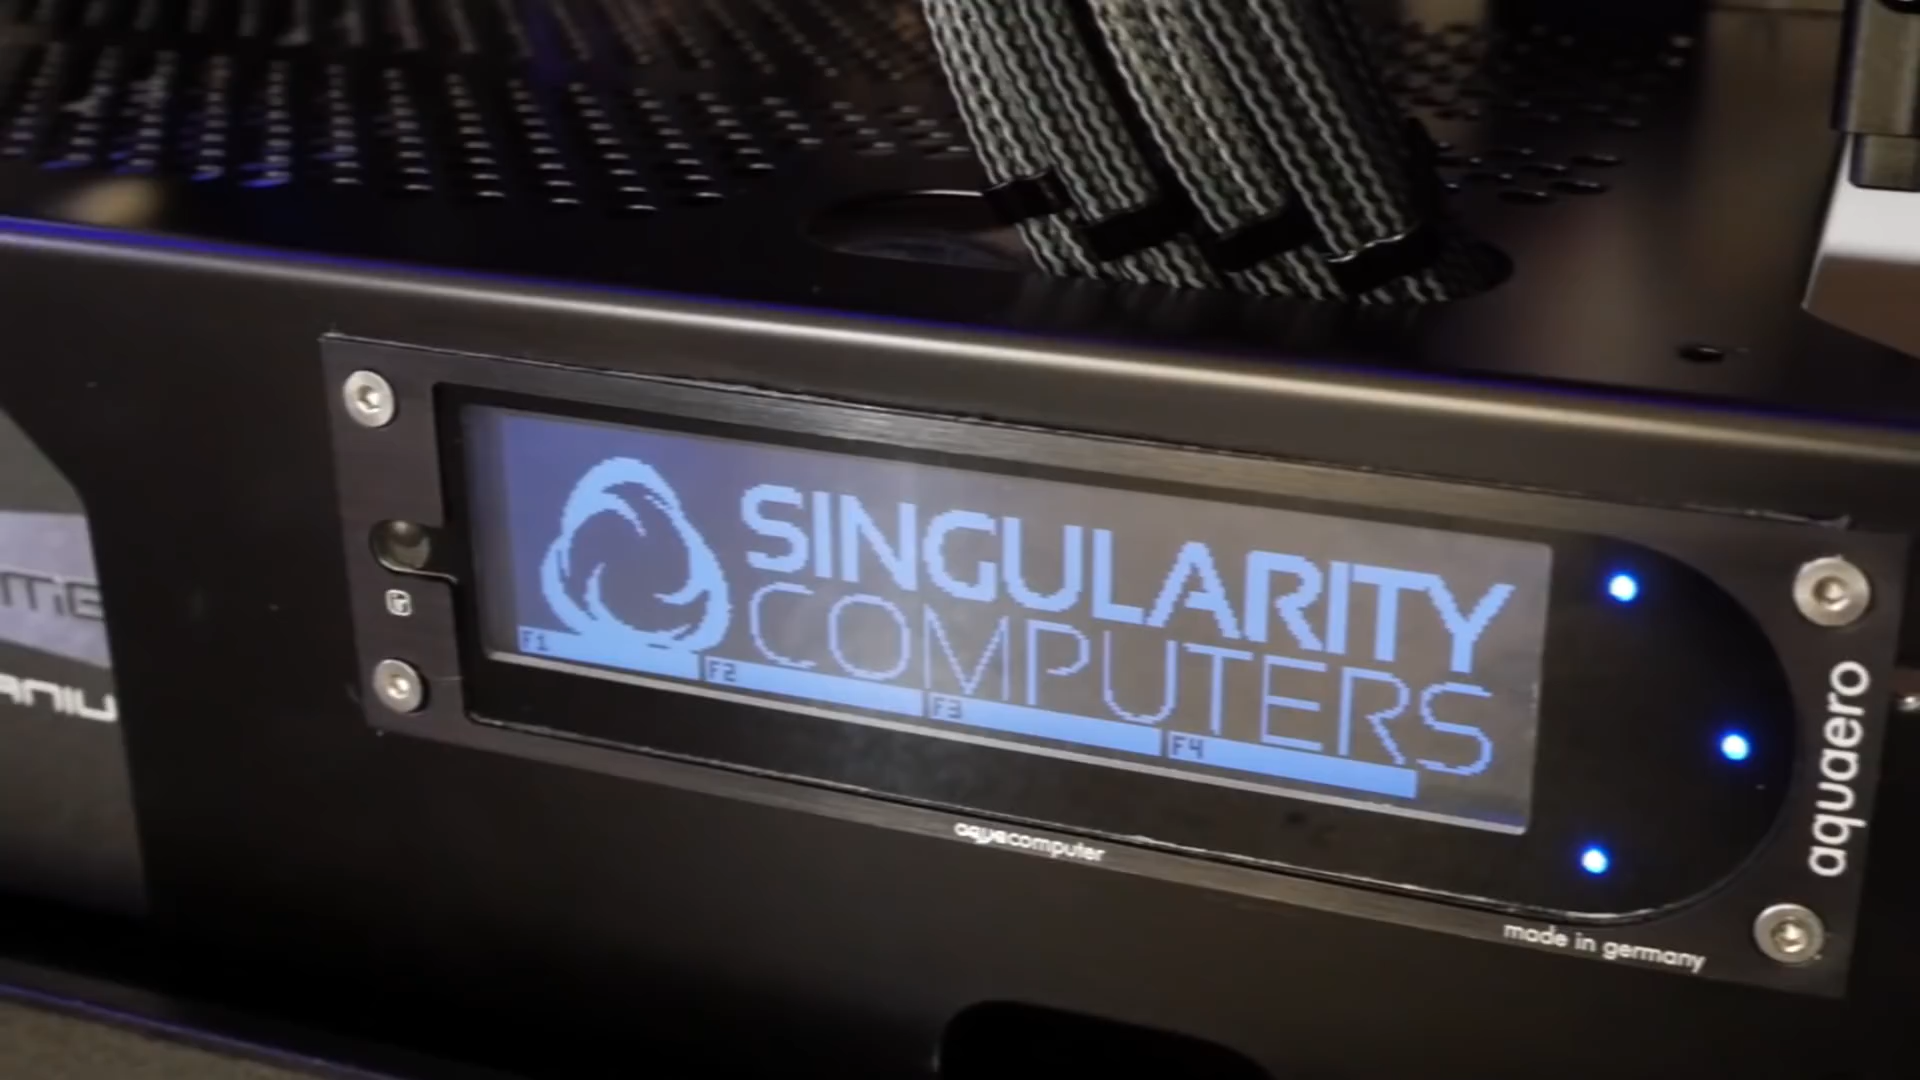 SINGULARITY
COMPUTERS
F1
F2
F3
F4
aquacomputer
aquaero
made in germany